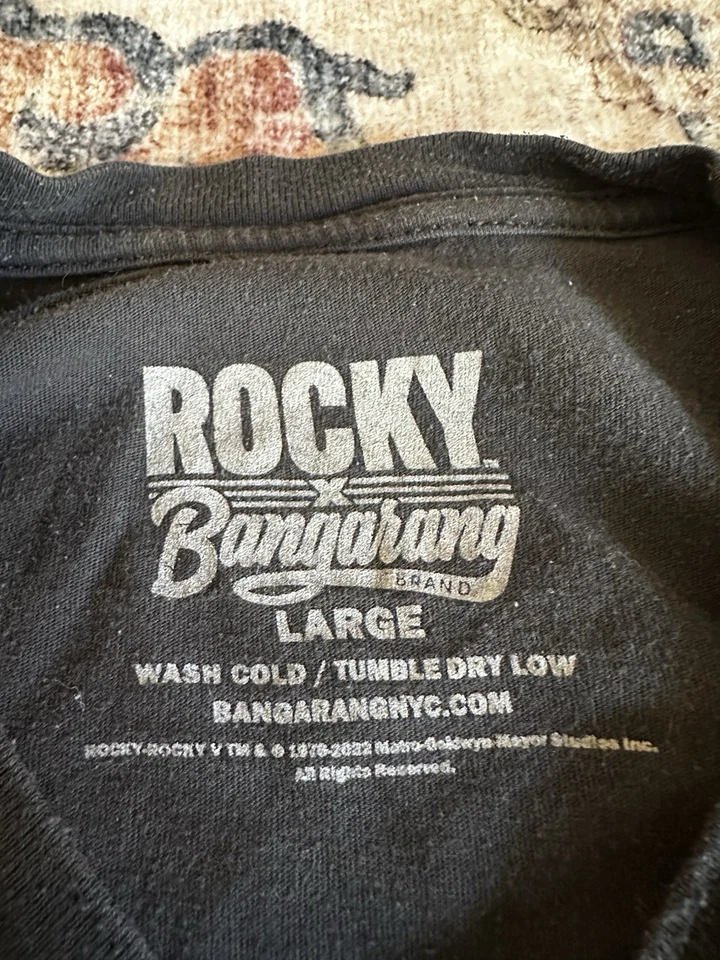 ROCKY™
x
Bangarang
BRAND
LARGE
WASH COLD / TUMBLE DRY LOW
BANGARANGNYC.COM
ROCKY-ROCKY V TM & © 1976-2022 Metro-Goldwyn-Mayer Studios Inc.
All Rights Reserved.